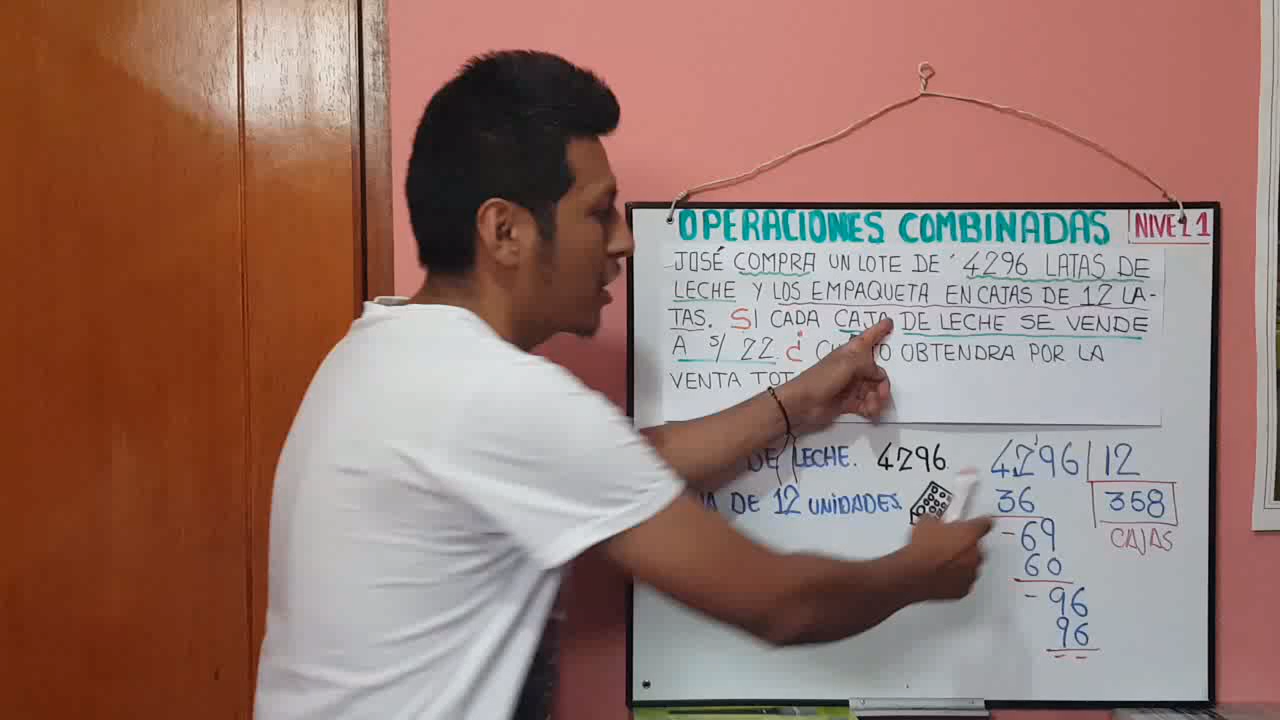 OPERACIONES COMBINADAS
NIVEL 1
JOSÉ COMPRA UN LOTE DE 4296 LATAS DE
LECHE Y LOS EMPAQUETA EN CAJAS DE 12 LA-
TAS. SI CADA CAJA DE LECHE SE VENDE
A S/ 22 ¿ OBTENDRA POR LA
VENTA
DE LECHE. 4296
DE 12 UNIDADES.
4296 12
36 358
-69 CAJAS
60
-96
96
--